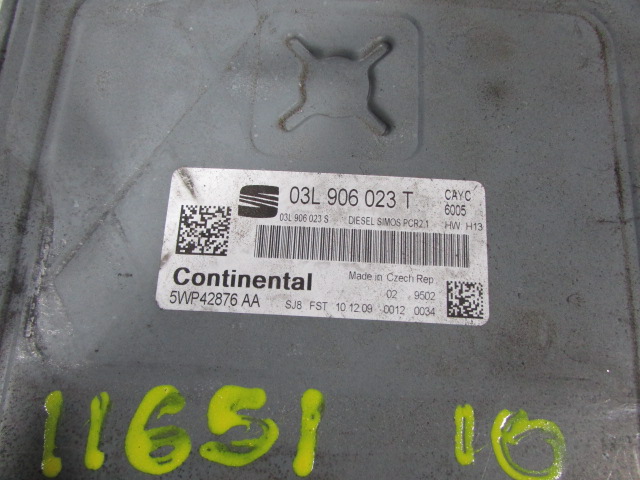 03L 906 023 T CAYC
03L 906 023 S DIESEL SIMOS PCR2.1 6005
HW H13
Continental Made in Czech Rep
5WP42876 AA 02 9502
SJ8 FST 10 12 09 0012 0034
11651 10